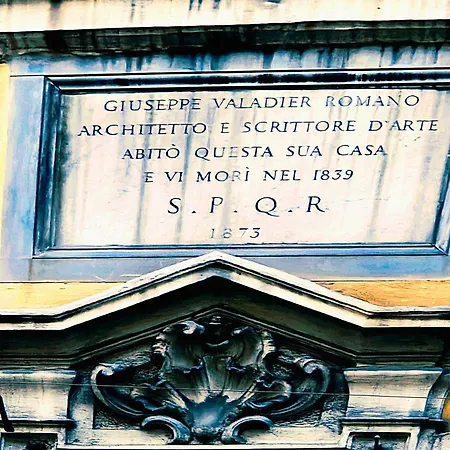 GIUSEPPE VALADIER ROMANO
ARCHITETTO E SCRITTORE D'ARTE
ABITÒ QUESTA SUA CASA
E VI MORÌ NEL 1839
S. P. Q. R
1873